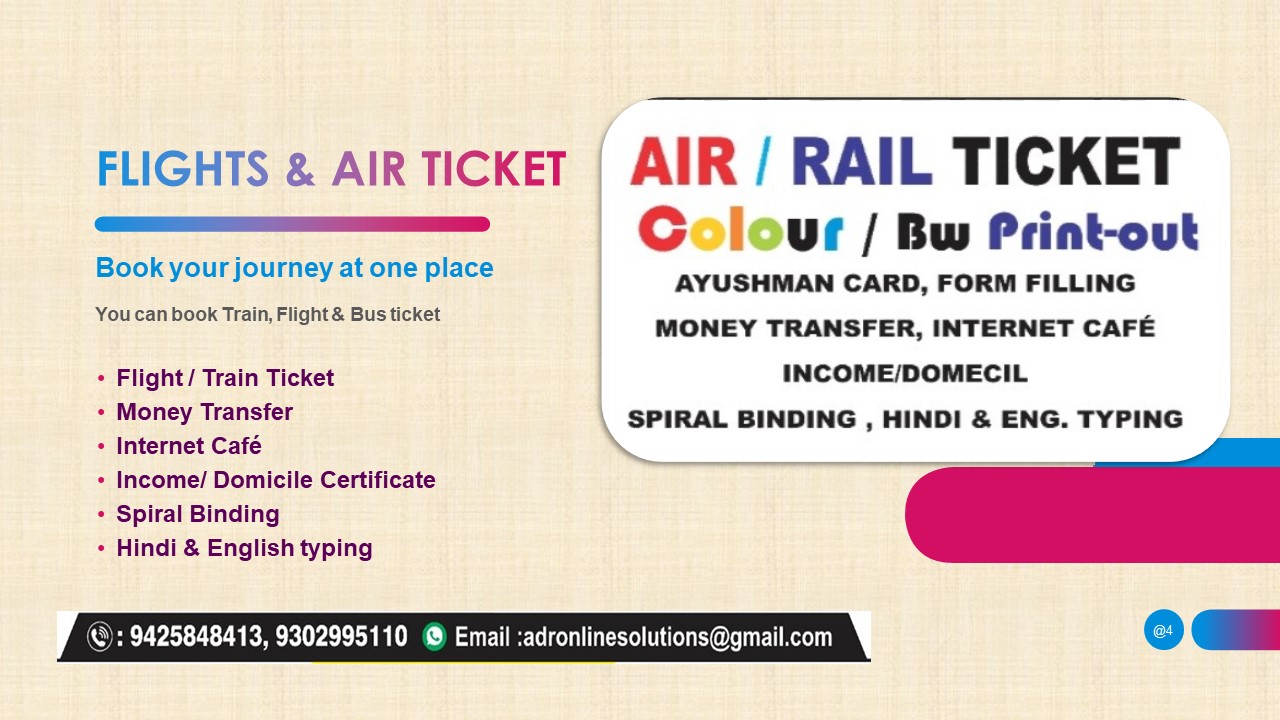 FLIGHTS & AIR TICKET
Book your journey at one place
You can book Train, Flight & Bus ticket
• Flight / Train Ticket
• Money Transfer
• Internet Café
• Income/ Domicile Certificate
• Spiral Binding
• Hindi & English typing
AIR / RAIL TICKET
Colour / Bw Print-out
AYUSHMAN CARD, FORM FILLING
MONEY TRANSFER, INTERNET CAFÉ
INCOME/DOMECIL
SPIRAL BINDING , HINDI & ENG. TYPING
: 9425848413, 9302995110 Email :adronlinesolutions@gmail.com
@4